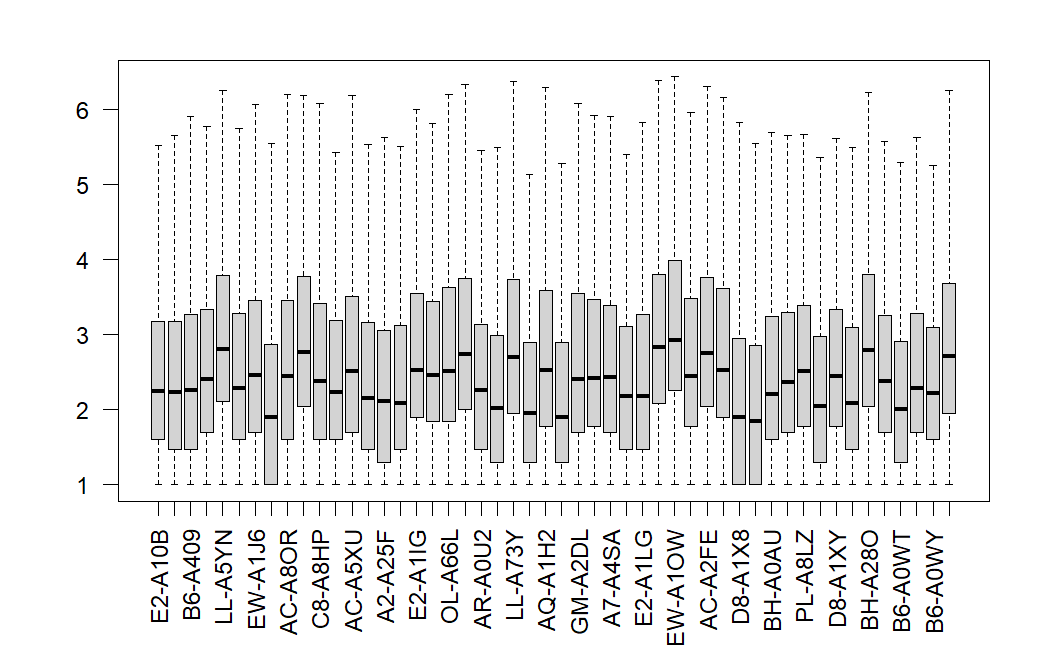 6
5
4
3
2
1
E2-A10B
B6-A409
LL-A5YN
EW-A1J6
AC-A8OR
C8-A8HP
AC-A5XU
A2-A25F
E2-A1IG
OL-A66L
AR-A0U2
LL-A73Y
AQ-A1H2
GM-A2DL
A7-A4SA
E2-A1LG
EW-A1OW
AC-A2FE
D8-A1X8
BH-A0AU
PL-A8LZ
D8-A1XY
BH-A28O
B6-A0WT
B6-A0WY